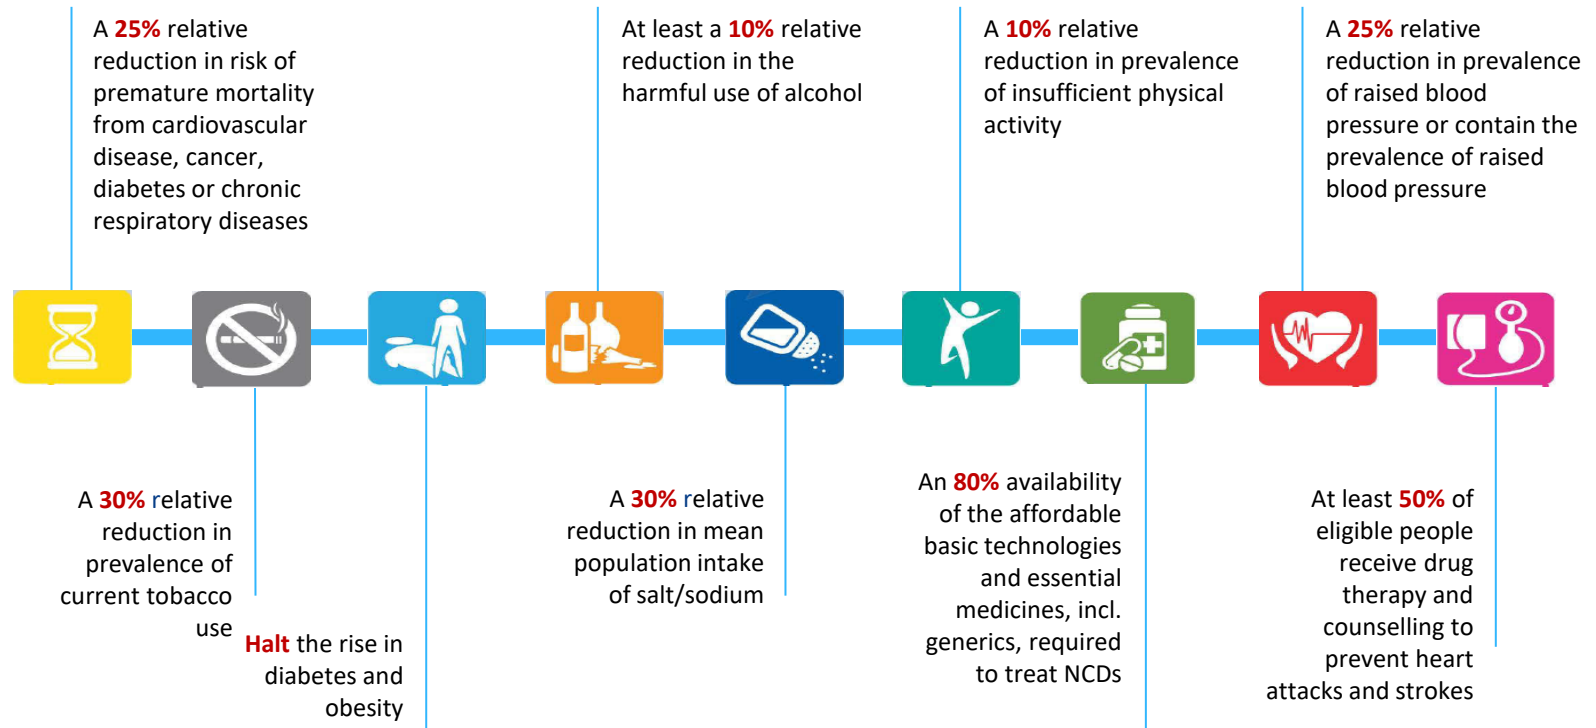 A 25% relative
reduction in risk of
premature mortality
from cardiovascular
disease, cancer,
diabetes or chronic
respiratory diseases
At least a 10% relative
reduction in the
harmful use of alcohol
A 10% relative
reduction in prevalence
of insufficient physical
activity
A 25% relative
reduction in prevalence
of raised blood
pressure or contain the
prevalence of raised
blood pressure
A 30% relative
reduction in
prevalence of
current tobacco
use
Halt the rise in
diabetes and
obesity
A 30% relative
reduction in mean
population intake
of salt/sodium
An 80% availability
of the affordable
basic technologies
and essential
medicines, incl.
generics, required
to treat NCDs
At least 50% of
eligible people
receive drug
therapy and
counselling to
prevent heart
attacks and strokes